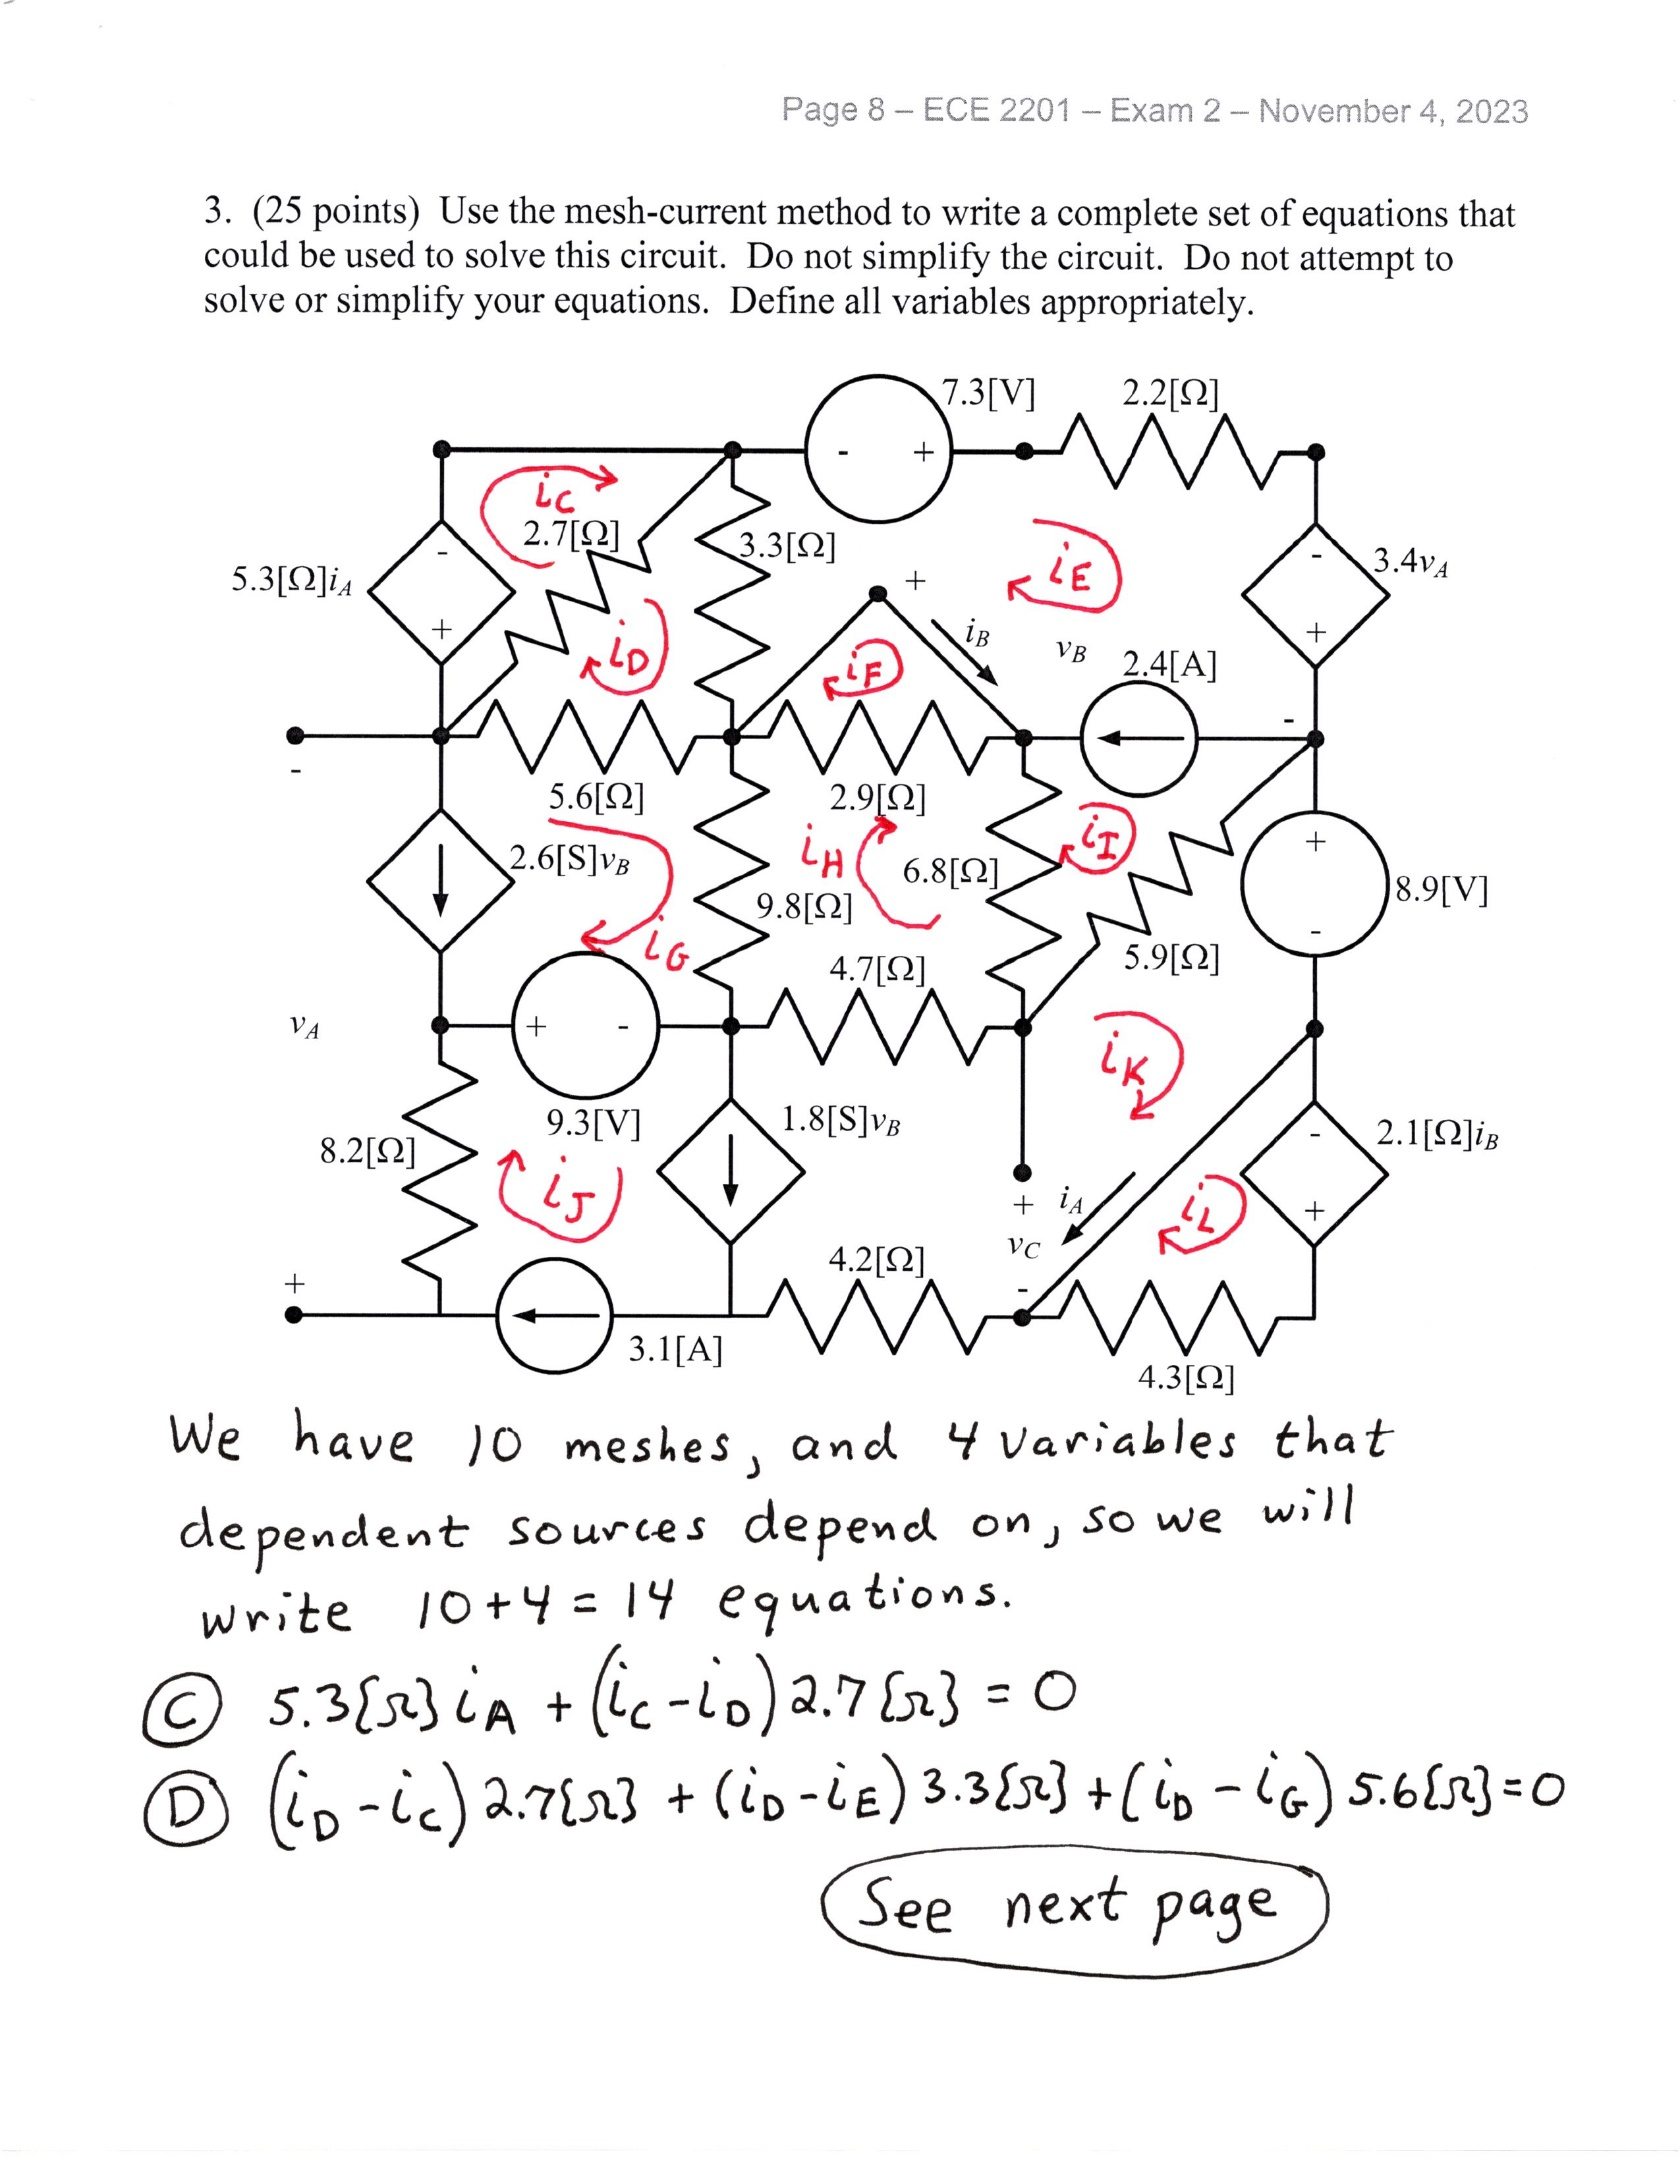 Page 8 – ECE 2201 – Exam 2 – November 4, 2023
3. (25 points) Use the mesh-current method to write a complete set of equations that
could be used to solve this circuit. Do not simplify the circuit. Do not attempt to
solve or simplify your equations. Define all variables appropriately.
7.3[V]
2.2[Ω]
- +
iC
2.7[Ω]
3.3[Ω]
5.3[Ω]iA
-
+
iE
-
+
3.4vA
+
iD
iF
iB
vB
2.4[A]
-
-
5.6[Ω]
2.9[Ω]
2.6[S]vB
iH
6.8[Ω]
iI
+
8.9[V]
-
9.8[Ω]
iG
4.7[Ω]
5.9[Ω]
vA
+ -
iK
9.3[V]
1.8[S]vB
8.2[Ω]
-
2.1[Ω]iB
+
iJ
+ iA
iL
vC
4.2[Ω]
-
+
3.1[A]
4.3[Ω]
We have 10 meshes, and 4 variables that
dependent sources depend on, so we will
write 10+4 = 14 equations.
C 5.3{Ω} iA + (iC - iD) 2.7{Ω} = 0
D (iD - iC) 2.7{Ω} + (iD - iE) 3.3{Ω} + (iD - iG) 5.6{Ω} = 0
See next page